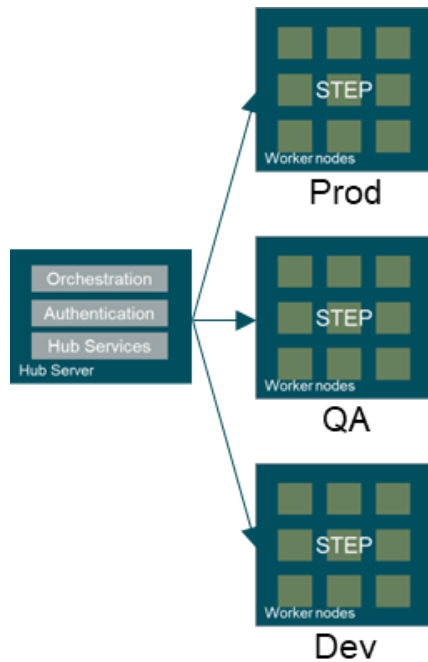 STEP
Worker nodes
Prod
Orchestration
Authentication
Hub Services
Hub Server
STEP
Worker nodes
QA
STEP
Worker nodes
Dev